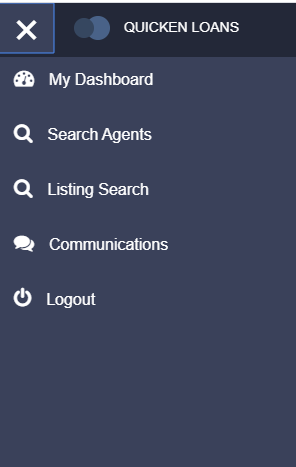 QUICKEN LOANS
My Dashboard
Search Agents
Listing Search
Communications
Logout